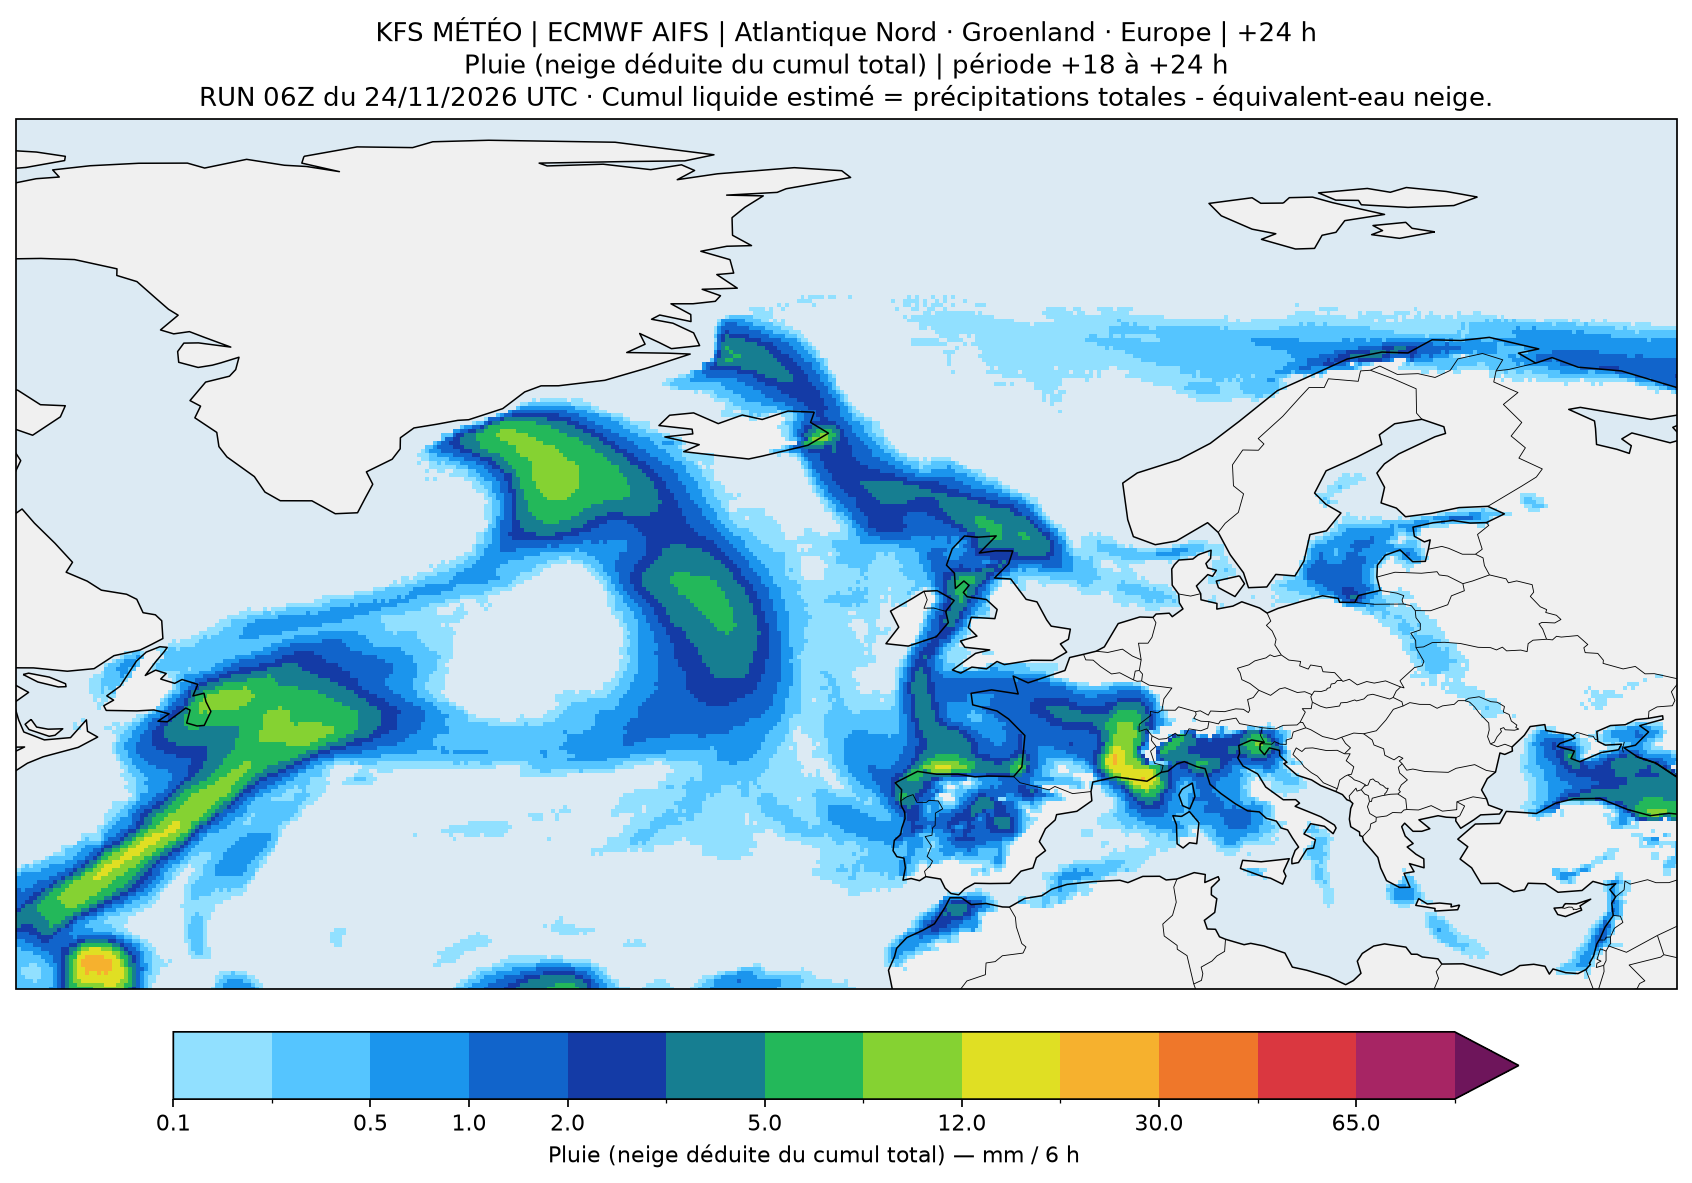 KFS MÉTÉO | ECMWF AIFS | Atlantique Nord · Groenland · Europe | +24 h
Pluie (neige déduite du cumul total) | période +18 à +24 h
RUN 06Z du 24/11/2026 UTC · Cumul liquide estimé = précipitations totales - équivalent-eau neige.
0.1 0.5 1.0 2.0 5.0 12.0 30.0 65.0
Pluie (neige déduite du cumul total) — mm / 6 h